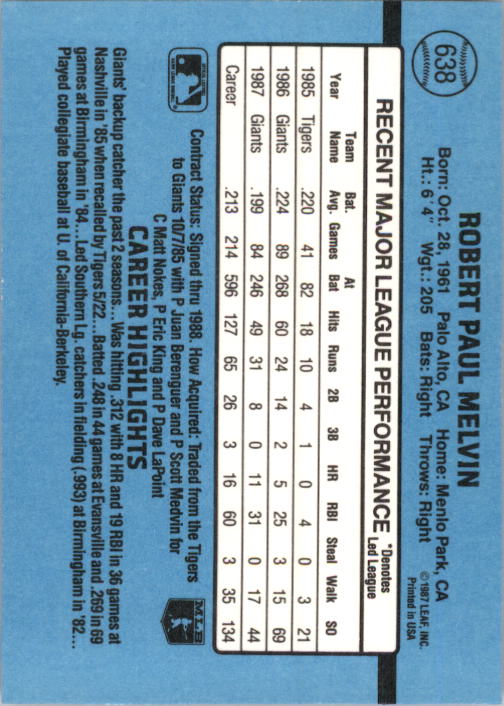 638
ROBERT PAUL MELVIN
Born: Oct. 28, 1961 Palo Alto, CA Home: Menlo Park, CA
Ht.: 6' 4" Wgt.: 205 Bats: Right Throws: Right
© 1987 LEAF, INC.
Printed in USA
RECENT MAJOR LEAGUE PERFORMANCE *Denotes Led League
Year Team Name Bat. Avg. Games At Bat Hits Runs 2B 3B HR RBI Steal Walk SO
1985 Tigers .220 41 82 18 10 4 1 0 4 0 3 21
1986 Giants .224 89 268 60 24 14 2 5 25 3 15 69
1987 Giants .199 84 246 49 31 8 0 11 31 0 17 44
Career .213 214 596 127 65 26 3 16 60 3 35 134
Contract Status: Signed thru 1988. How Acquired: Traded from the Tigers
to Giants 10/7/85 with P Juan Berenguer and P Scott Medvin for
C Matt Nokes, P Eric King and P Dave LaPoint
MLB
CAREER HIGHLIGHTS
Giants' backup catcher the past 2 seasons... Was hitting .312 with 8 HR and 19 RBI in 36 games at
Nashville in '85 when recalled by Tigers 5/22... Batted .248 in 44 games at Evansville and .269 in 69
games at Birmingham in '84... Led Southern Lg. catchers in fielding (.993) at Birmingham in '82...
Played collegiate baseball at U. of California-Berkeley.